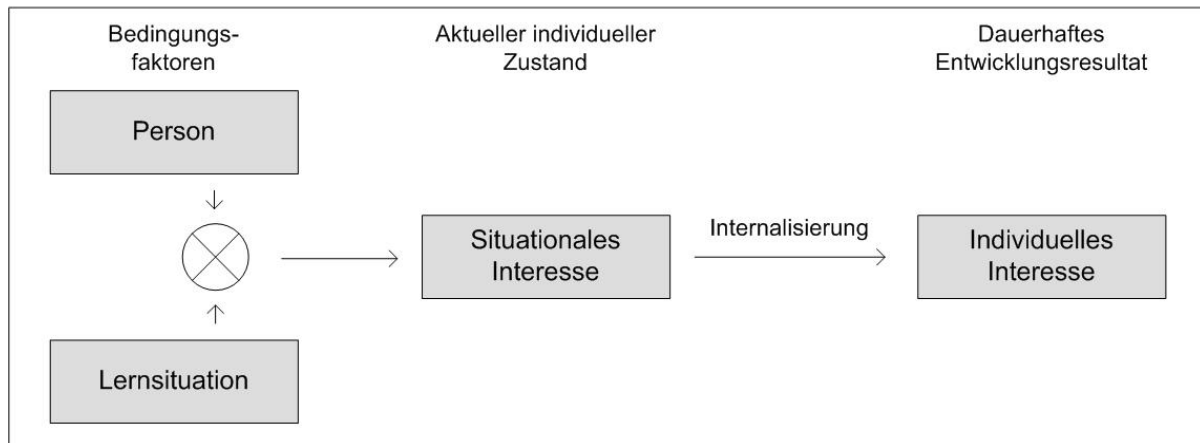 Bedingungs-
faktoren
Aktueller individueller
Zustand
Dauerhaftes
Entwicklungsresultat
Person
Situationales
Interesse
Internalisierung
Individuelles
Interesse
Lernsituation